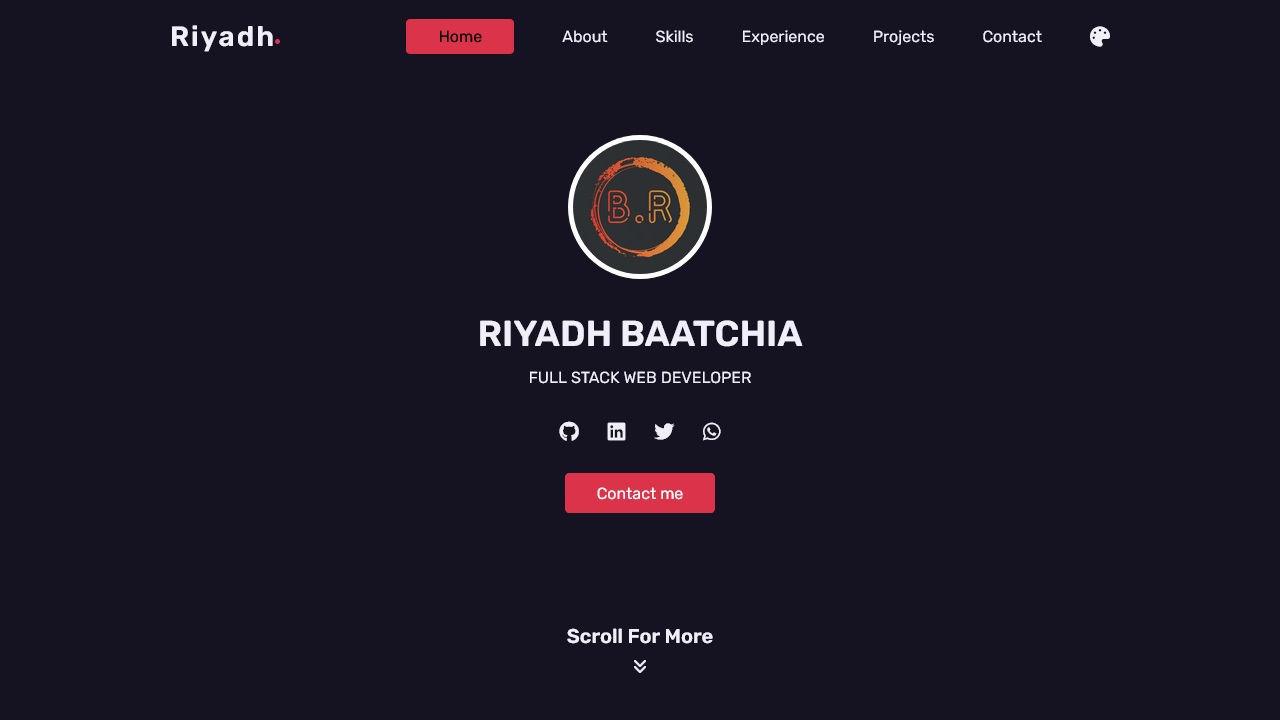 Riyadh.
Home About Skills Experience Projects Contact
B.R
RIYADH BAATCHIA
FULL STACK WEB DEVELOPER
Contact me
Scroll For More